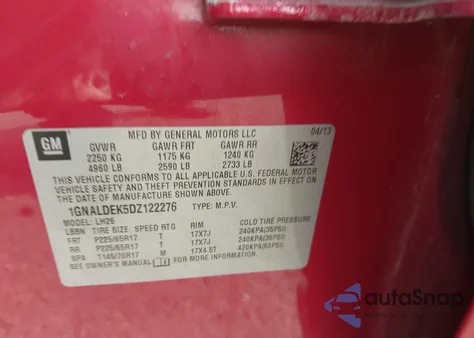 MFD BY GENERAL MOTORS LLC 04/13
GM
GVWR GAWR FRT GAWR RR
2250 KG 1175 KG 1240 KG
4960 LB 2590 LB 2733 LB
THIS VEHICLE CONFORMS TO ALL APPLICABLE U.S. FEDERAL MOTOR
VEHICLE SAFETY AND THEFT PREVENTION STANDARDS IN EFFECT ON
THE DATE OF MANUFACTURE SHOWN ABOVE.
1GNALDEK5DZ122276 TYPE: M.P.V.
MODEL: LH26
LBN TIRE SIZE SPEED RTG RIM COLD TIRE PRESSURE
FRT P225/65R17 T 17X7J 240KPA(35PSI)
RR P225/65R17 T 17X7J 240KPA(35PSI)
SPA T145/70R17 M 17X4.5T 420KPA(60PSI)
SEE OWNER'S MANUAL FOR MORE INFORMATION.
autoSnap